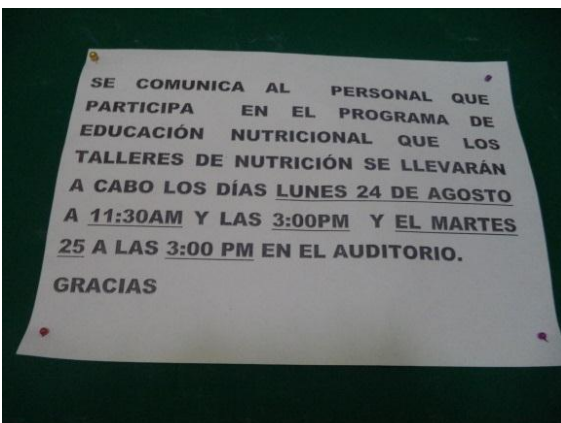 SE COMUNICA AL PERSONAL QUE
PARTICIPA EN EL PROGRAMA DE
EDUCACIÓN NUTRICIONAL QUE LOS
TALLERES DE NUTRICIÓN SE LLEVARÁN
A CABO LOS DÍAS LUNES 24 DE AGOSTO
A 11:30AM Y LAS 3:00PM Y EL MARTES
25 A LAS 3:00 PM EN EL AUDITORIO.
GRACIAS